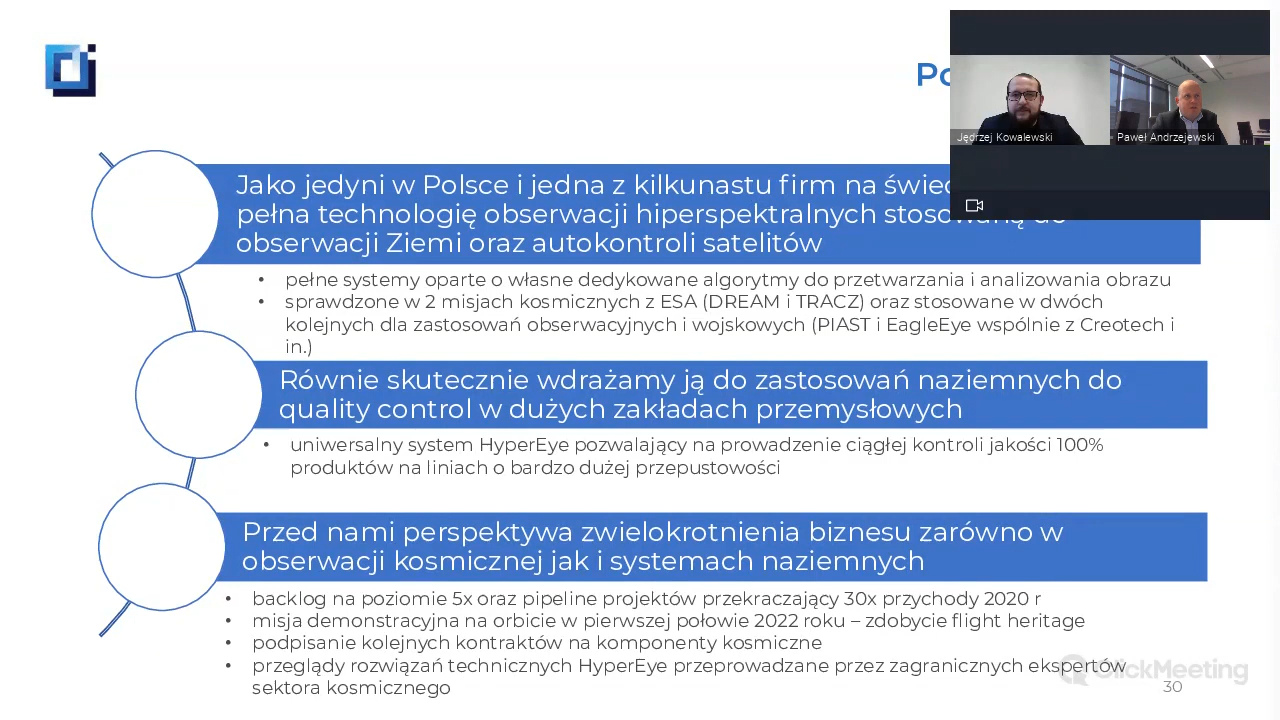 Jędrzej Kowalewski
Paweł Andrzejewski
Jako jedyni w Polsce i jedna z kilkunastu firm na
pełna technologię obserwacji hiperspektralnych stosowaną do
obserwacji Ziemi oraz autokontroli satelitów
• pełne systemy oparte o własne dedykowane algorytmy do przetwarzania i analizowania obrazu
• sprawdzone w 2 misjach kosmicznych z ESA (DREAM i TRACZ) oraz stosowane w dwóch
kolejnych dla zastosowań obserwacyjnych i wojskowych (PIAST i EagleEye wspólnie z Creotech i
in.)
Równie skutecznie wdrażamy ją do zastosowań naziemnych do
quality control w dużych zakładach przemysłowych
• uniwersalny system HyperEye pozwalający na prowadzenie ciągłej kontroli jakości 100%
produktów na liniach o bardzo dużej przepustowości
Przed nami perspektywa zwielokrotnienia biznesu zarówno w
obserwacji kosmicznej jak i systemach naziemnych
• backlog na poziomie 5x oraz pipeline projektów przekraczający 30x przychody 2020 r
• misja demonstracyjna na orbicie w pierwszej połowie 2022 roku – zdobycie flight heritage
• podpisanie kolejnych kontraktów na komponenty kosmiczne
• przeglądy rozwiązań technicznych HyperEye przeprowadzane przez zagranicznych ekspertów
sektora kosmicznego
ClickMeeting
30